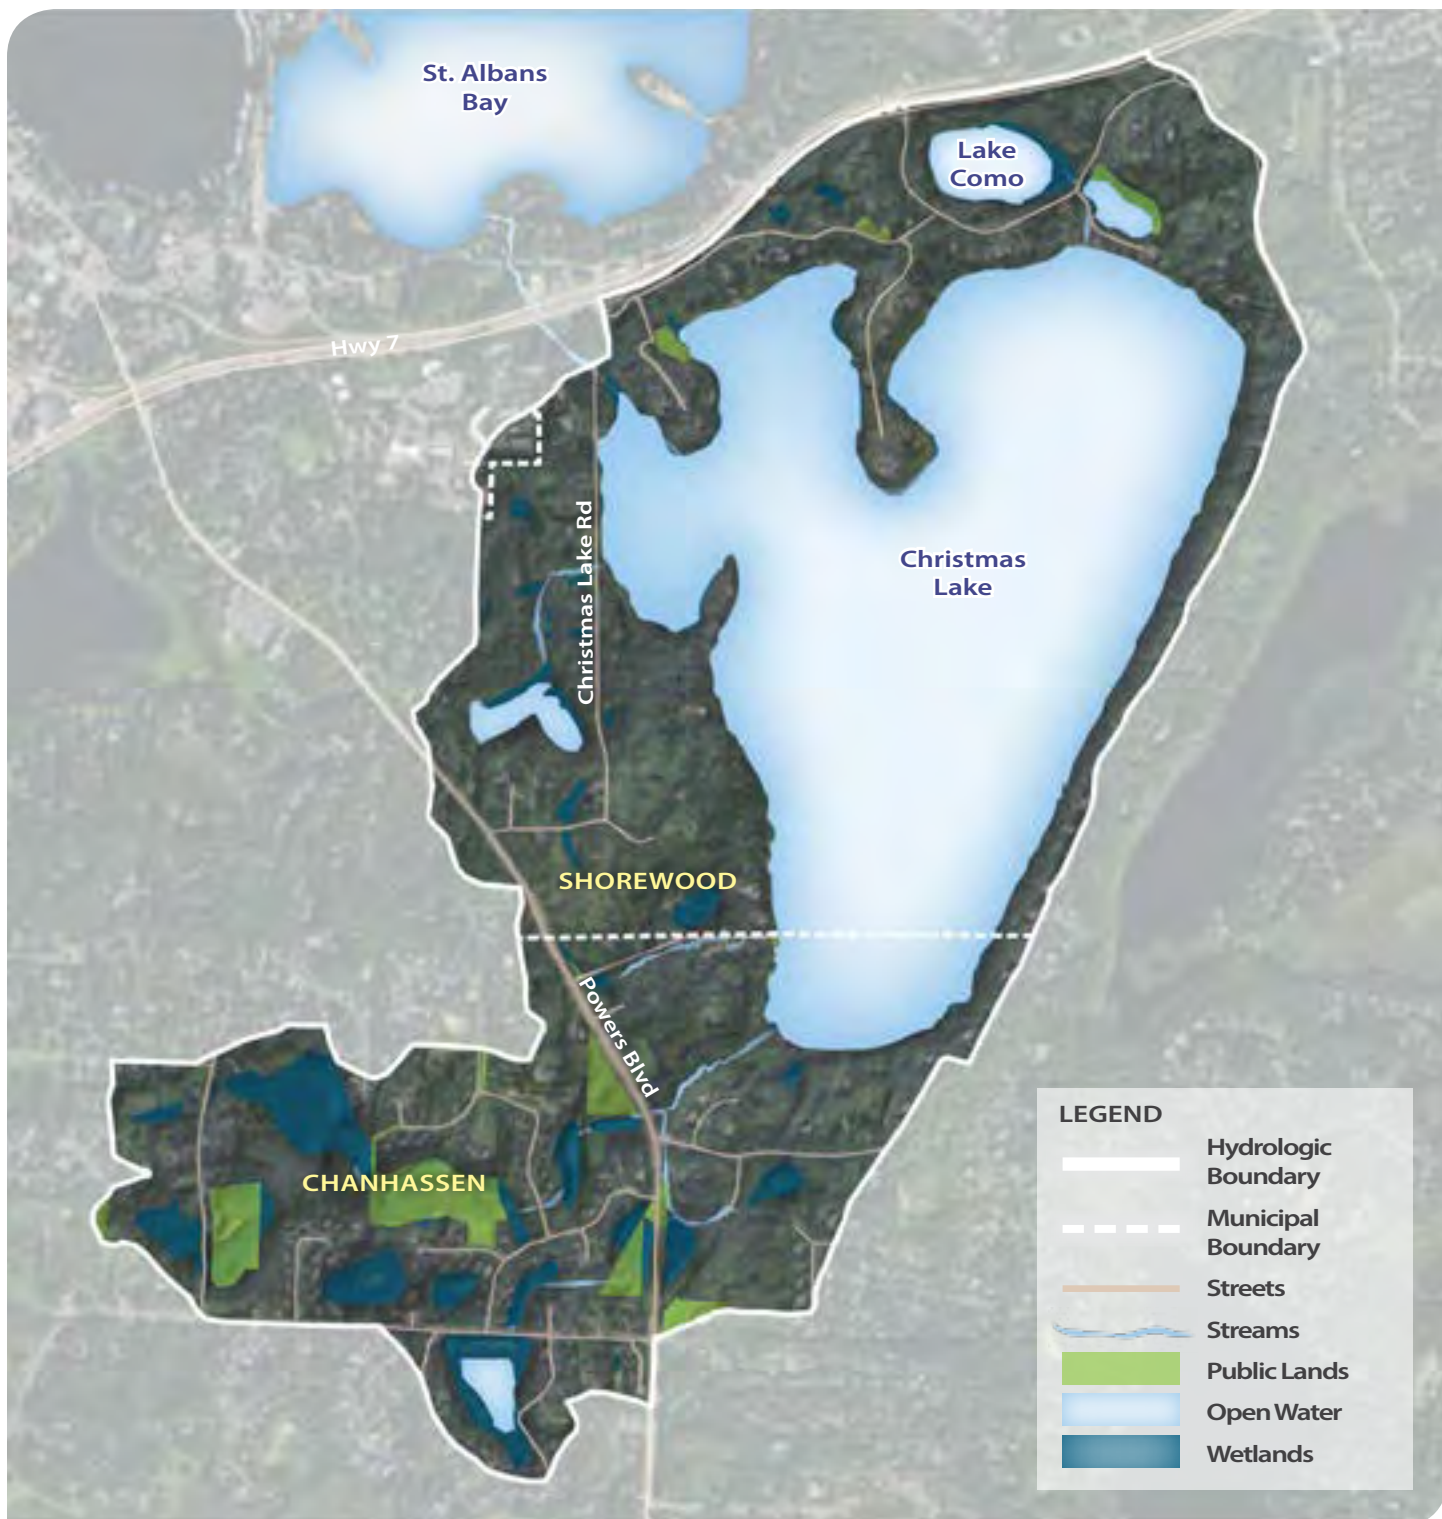 St. Albans
Bay
Lake
Como
Hwy 7
Christmas Lake Rd
Christmas
Lake
SHOREWOOD
Powers Blvd
CHANHASSEN
LEGEND
Hydrologic
Boundary
Municipal
Boundary
Streets
Streams
Public Lands
Open Water
Wetlands